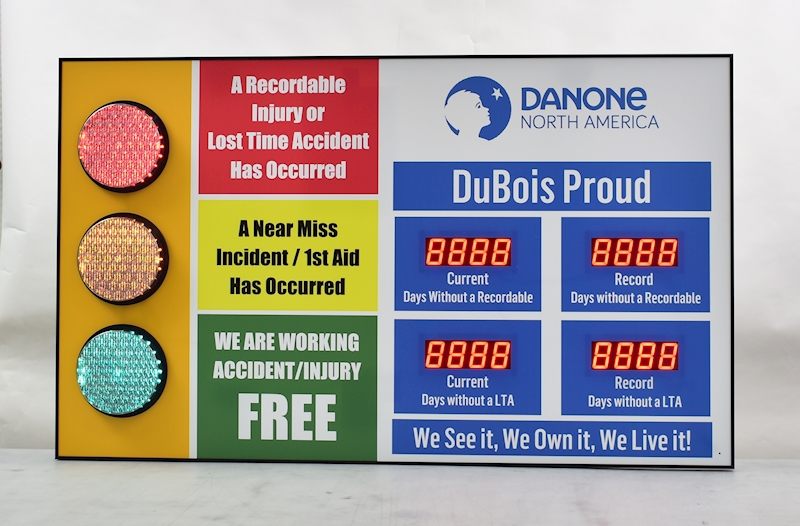 A Recordable
Injury or
Lost Time Accident
Has Occurred
A Near Miss
Incident / 1st Aid
Has Occurred
WE ARE WORKING
ACCIDENT/INJURY
FREE
DANONE
NORTH AMERICA
DuBois Proud
8888
Current
Days Without a Recordable
8888
Record
Days without a Recordable
8888
Current
Days without a LTA
8888
Record
Days without a LTA
We See it, We Own it, We Live it!